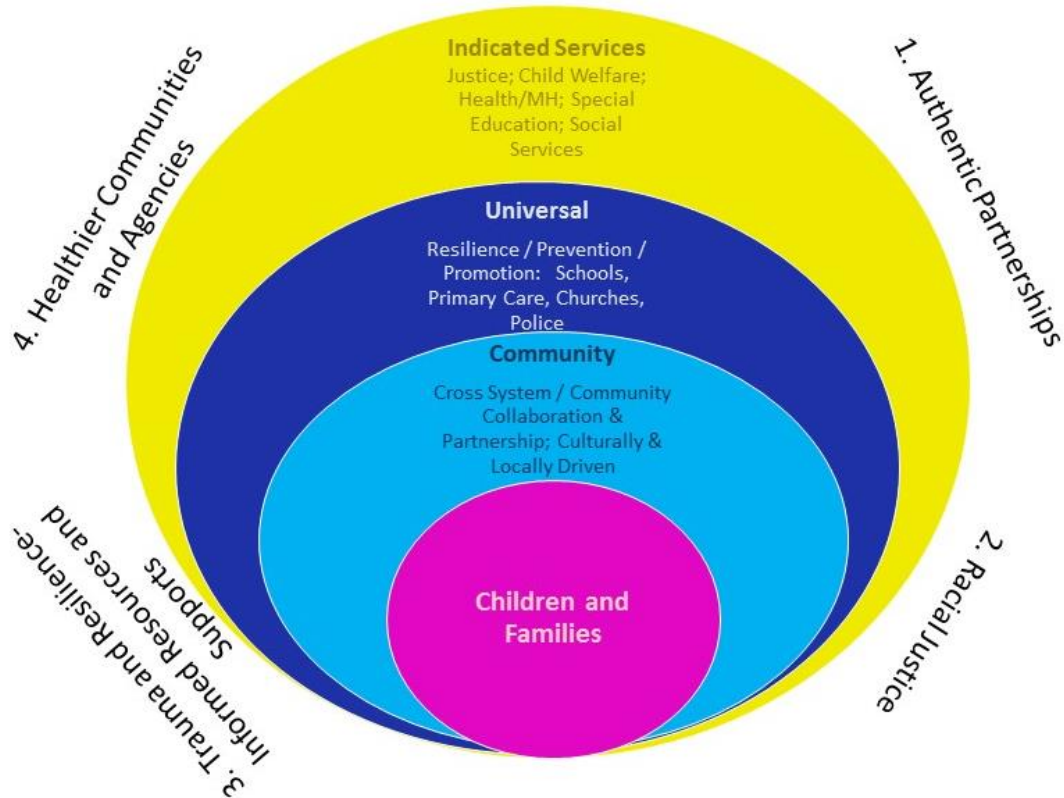 Indicated Services
Justice; Child Welfare;
Health/MH; Special
Education; Social
Services
Universal
Resilience / Prevention /
Promotion: Schools,
Primary Care, Churches,
Police
Community
Cross System / Community
Collaboration &
Partnership; Culturally &
Locally Driven
Children and
Families
1. Authentic Partnerships
2. Racial Justice
3. Trauma and Resilience-
Informed Resources and
Supports
4. Healthier Communities
and Agencies